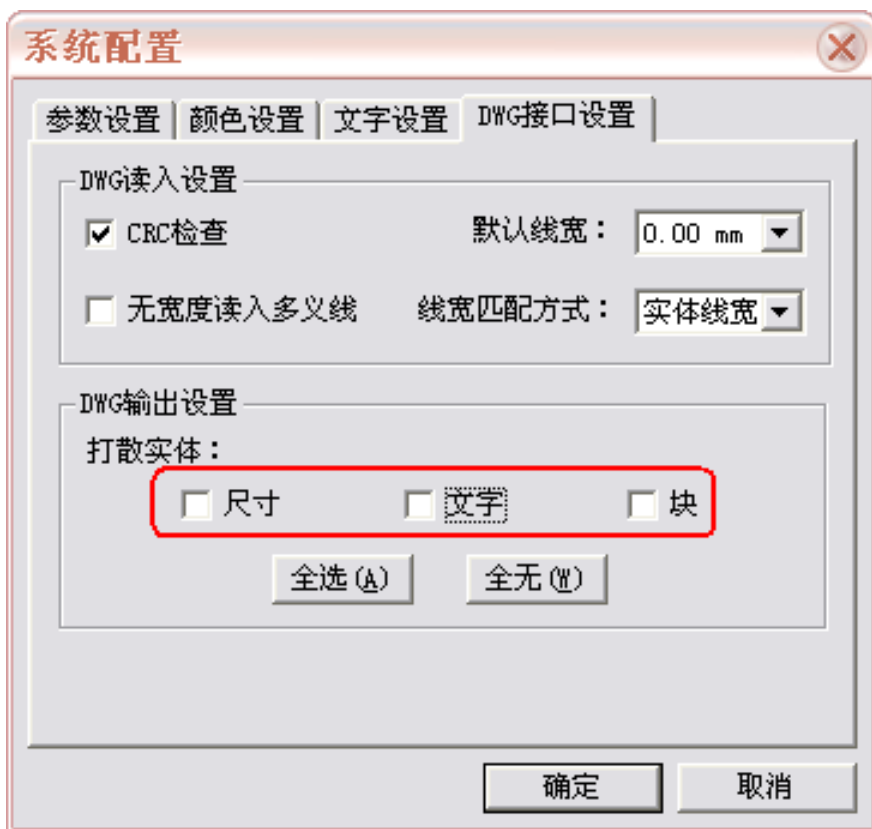 系统配置
参数设置 颜色设置 文字设置 DWG接口设置
DWG读入设置
CRC检查 默认线宽： 0.00 mm
无宽度读入多义线 线宽匹配方式： 实体线宽
DWG输出设置
打散实体：
尺寸 文字 块
全选(A) 全无(W)
确定 取消